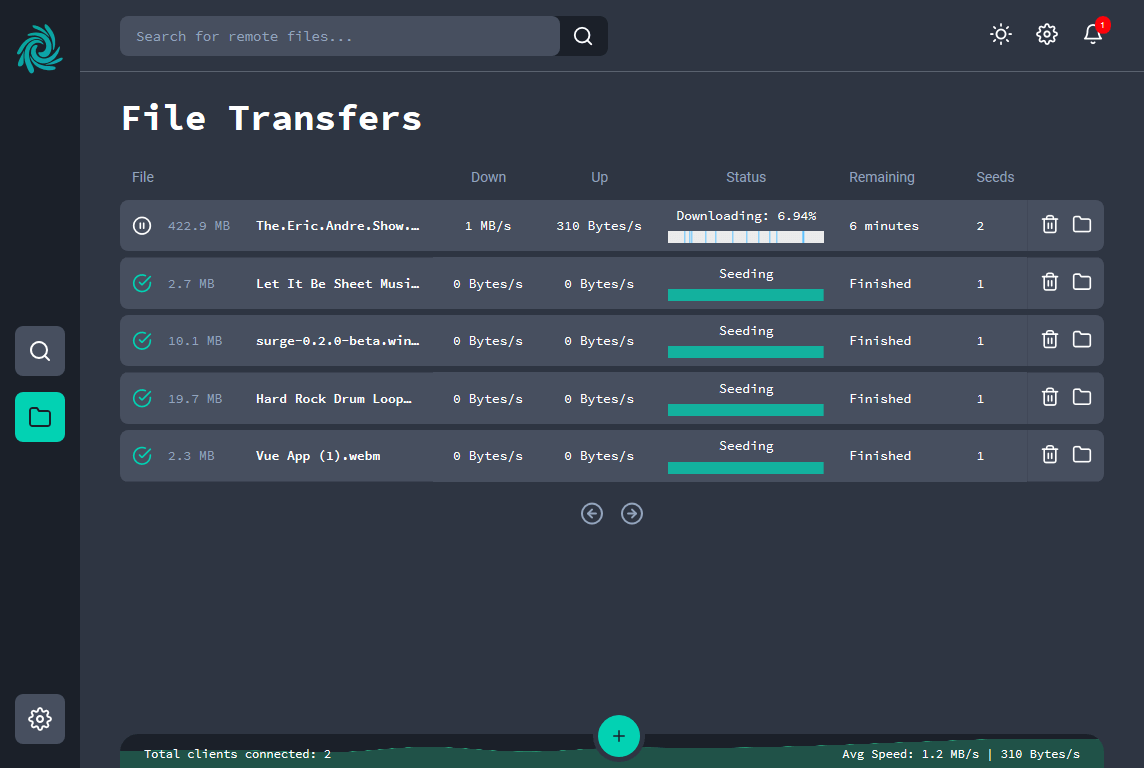 Search for remote files...
1
File Transfers
File Down Up Status Remaining Seeds
422.9 MB The.Eric.Andre.Show.… 1 MB/s 310 Bytes/s Downloading: 6.94% 6 minutes 2
2.7 MB Let It Be Sheet Musi… 0 Bytes/s 0 Bytes/s Seeding Finished 1
10.1 MB surge-0.2.0-beta.win… 0 Bytes/s 0 Bytes/s Seeding Finished 1
19.7 MB Hard Rock Drum Loop… 0 Bytes/s 0 Bytes/s Seeding Finished 1
2.3 MB Vue App (1).webm 0 Bytes/s 0 Bytes/s Seeding Finished 1
Total clients connected: 2 + Avg Speed: 1.2 MB/s | 310 Bytes/s